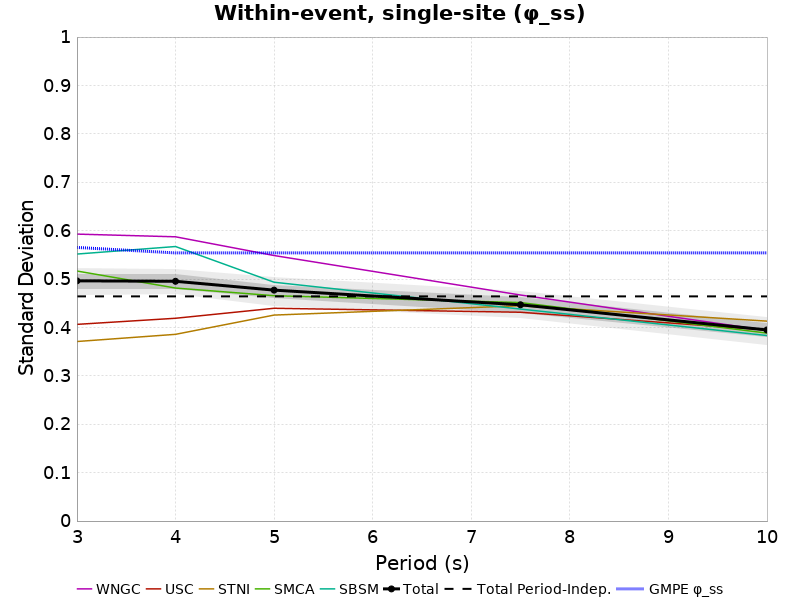 Within-event, single-site (φ_ss)
1
0.9
0.8
0.7
0.6
0.5
0.4
0.3
0.2
0.1
0
Standard Deviation
3 4 5 6 7 8 9 10
Period (s)
WNGC USC STNI SMCA SBSM Total Total Period-Indep. GMPE φ_ss